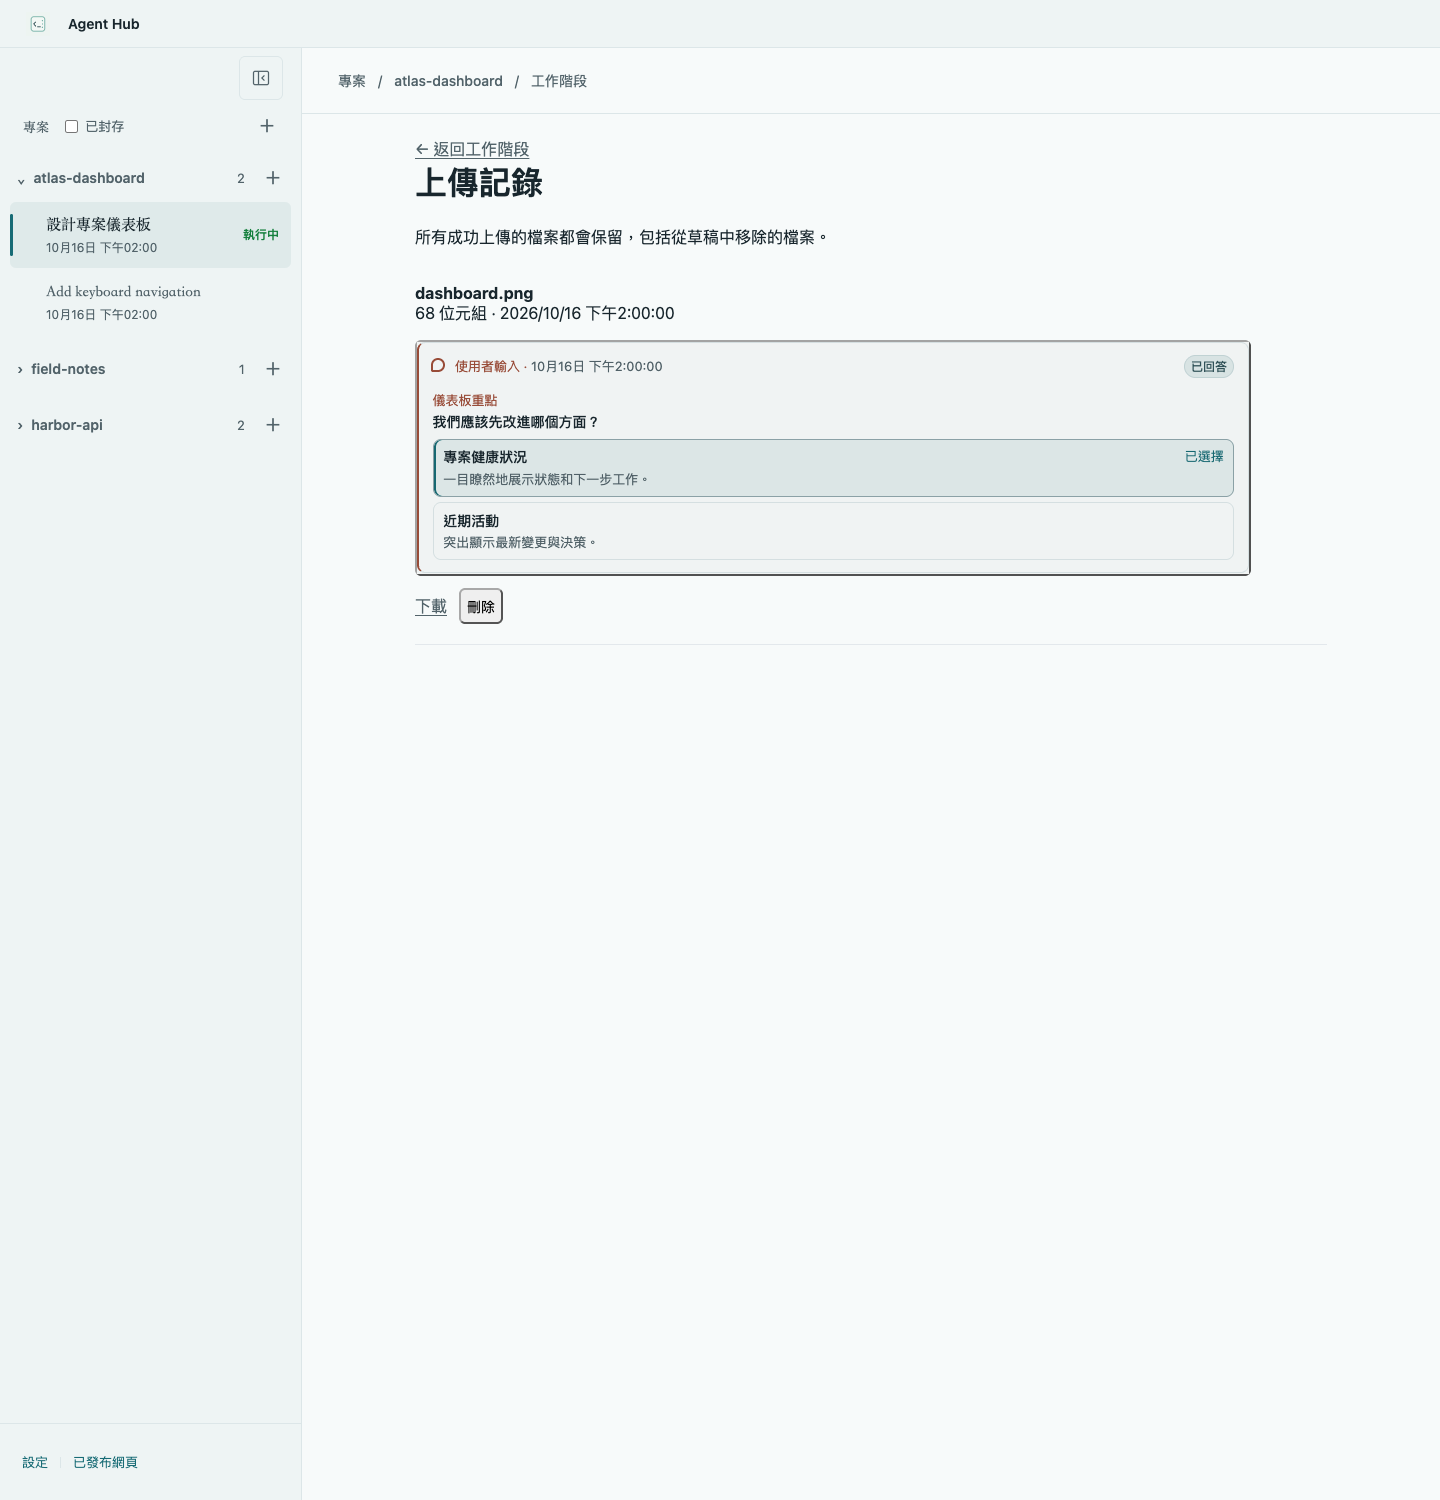 Agent Hub
專案
已封存
atlas-dashboard 2
設計專案儀表板
10月16日 下午02:00
執行中
Add keyboard navigation
10月16日 下午02:00
field-notes 1
harbor-api 2
設定
已發布網頁
專案 / atlas-dashboard / 工作階段
← 返回工作階段
上傳記錄
所有成功上傳的檔案都會保留，包括從草稿中移除的檔案。
dashboard.png
68 位元組 · 2026/10/16 下午2:00:00
使用者輸入 · 10月16日 下午2:00:00
已回答
儀表板重點
我們應該先改進哪個方面？
專案健康狀況
已選擇
一目瞭然地展示狀態和下一步工作。
近期活動
突出顯示最新變更與決策。
下載
刪除